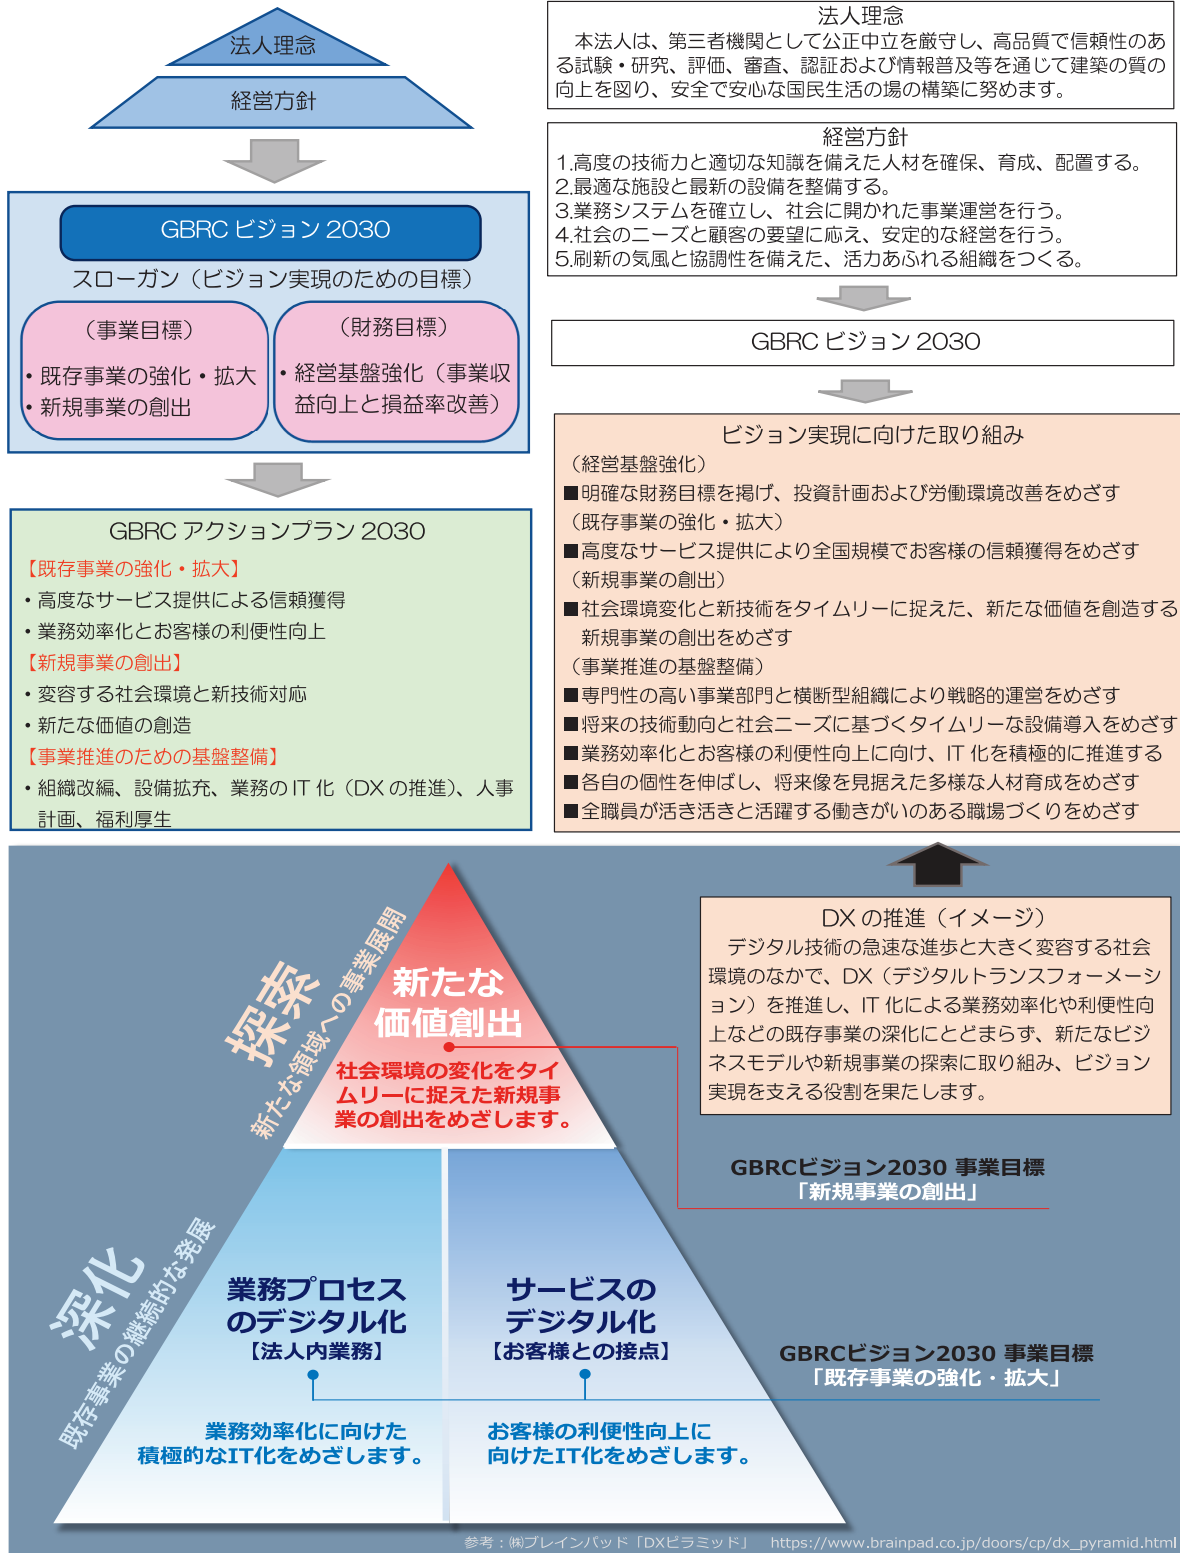 法人理念
経営方針
GBRC ビジョン 2030
スローガン（ビジョン実現のための目標）
（事業目標）
・既存事業の強化・拡大
・新規事業の創出
（財務目標）
・経営基盤強化（事業収
益向上と損益率改善）
GBRC アクションプラン 2030
【既存事業の強化・拡大】
・高度なサービス提供による信頼獲得
・業務効率化とお客様の利便性向上
【新規事業の創出】
・変容する社会環境と新技術対応
・新たな価値の創造
【事業推進のための基盤整備】
・組織改編、設備拡充、業務の IT 化（DX の推進）、人事
計画、福利厚生
法人理念
本法人は、第三者機関として公正中立を厳守し、高品質で信頼性のあ
る試験・研究、評価、審査、認証および情報普及等を通じて建築の質の
向上を図り、安全で安心な国民生活の場の構築に努めます。
経営方針
1.高度の技術力と適切な知識を備えた人材を確保、育成、配置する。
2.最適な施設と最新の設備を整備する。
3.業務システムを確立し、社会に開かれた事業運営を行う。
4.社会のニーズと顧客の要望に応え、安定的な経営を行う。
5.刷新の気風と協調性を備えた、活力あふれる組織をつくる。
GBRC ビジョン 2030
ビジョン実現に向けた取り組み
（経営基盤強化）
■明確な財務目標を掲げ、投資計画および労働環境改善をめざす
（既存事業の強化・拡大）
■高度なサービス提供により全国規模でお客様の信頼獲得をめざす
（新規事業の創出）
■社会環境変化と新技術をタイムリーに捉えた、新たな価値を創造する
新規事業の創出をめざす
（事業推進の基盤整備）
■専門性の高い事業部門と横断型組織により戦略的運営をめざす
■将来の技術動向と社会ニーズに基づくタイムリーな設備導入をめざす
■業務効率化とお客様の利便性向上に向け、IT 化を積極的に推進する
■各自の個性を伸ばし、将来像を見据えた多様な人材育成をめざす
■全職員が活き活きと活躍する働きがいのある職場づくりをめざす
DX の推進（イメージ）
デジタル技術の急速な進歩と大きく変容する社会
環境のなかで、DX（デジタルトランスフォーメーシ
ョン）を推進し、IT 化による業務効率化や利便性向
上などの既存事業の深化にとどまらず、新たなビジ
ネスモデルや新規事業の探索に取り組み、ビジョン
実現を支える役割を果たします。
探索
新たな領域への事業展開
新たな
価値創出
社会環境の変化をタイ
ムリーに捉えた新規事
業の創出をめざします。
GBRCビジョン2030 事業目標
「新規事業の創出」
深化
既存事業の継続的な発展
業務プロセス
のデジタル化
【法人内業務】
業務効率化に向けた
積極的なIT化をめざします。
サービスの
デジタル化
【お客様との接点】
お客様の利便性向上に
向けたIT化をめざします。
GBRCビジョン2030 事業目標
「既存事業の強化・拡大」
参考：㈱ブレインパッド「DXピラミッド」 https://www.brainpad.co.jp/doors/cp/dx_pyramid.html